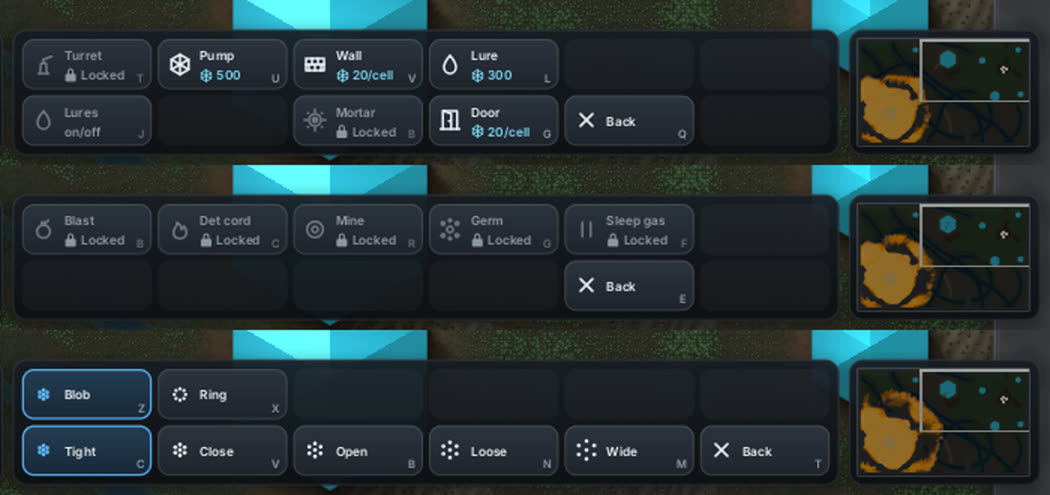 Turret
Locked T
Pump
500 U
Wall
20/cell V
Lure
300 L
Lures
on/off J
Mortar
Locked B
Door
20/cell G
Back
Q
Blast
Locked B
Det cord
Locked C
Mine
Locked R
Germ
Locked G
Sleep gas
Locked F
Back
E
Blob
Z
Ring
X
Tight
C
Close
V
Open
B
Loose
N
Wide
M
Back
T